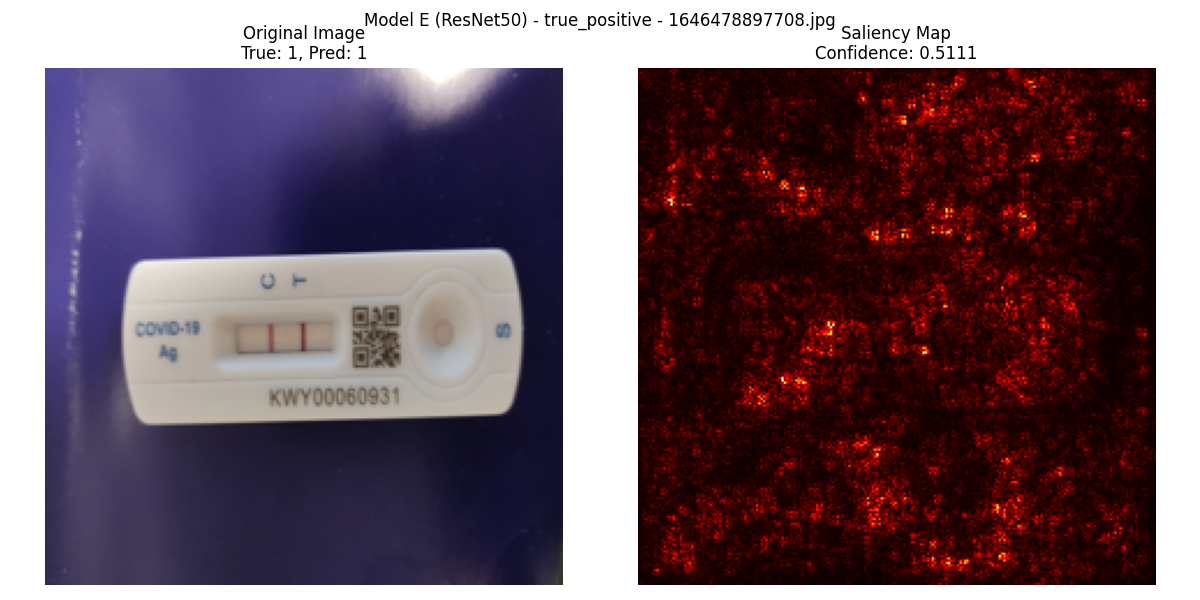 Model E (ResNet50) - true_positive - 1646478897708.jpg
Original Image
True: 1, Pred: 1
Saliency Map
Confidence: 0.5111
C T
COVID-19
Ag
S
KWY00060931